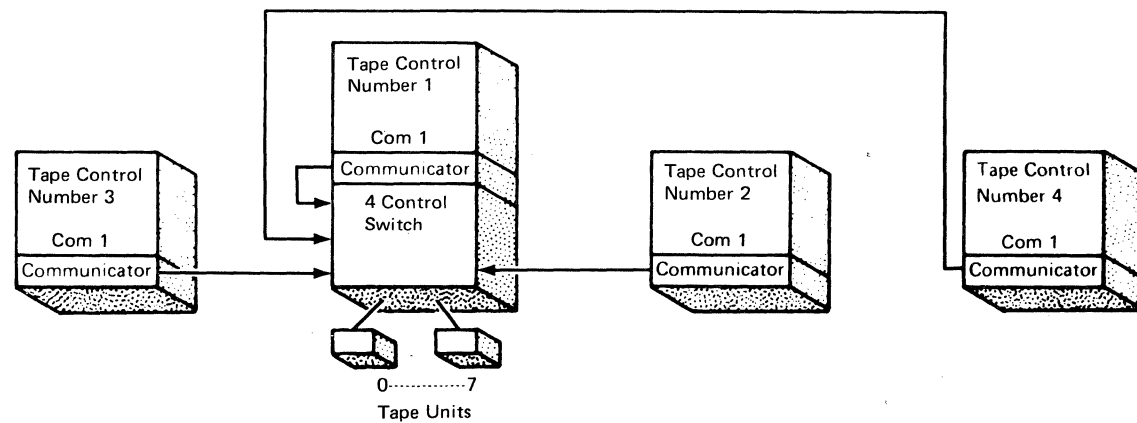 Tape Control
Number 1
Com 1
Communicator
4 Control
Switch
Tape Control
Number 3
Com 1
Communicator
Tape Control
Number 2
Com 1
Communicator
Tape Control
Number 4
Com 1
Communicator
0------------7
Tape Units